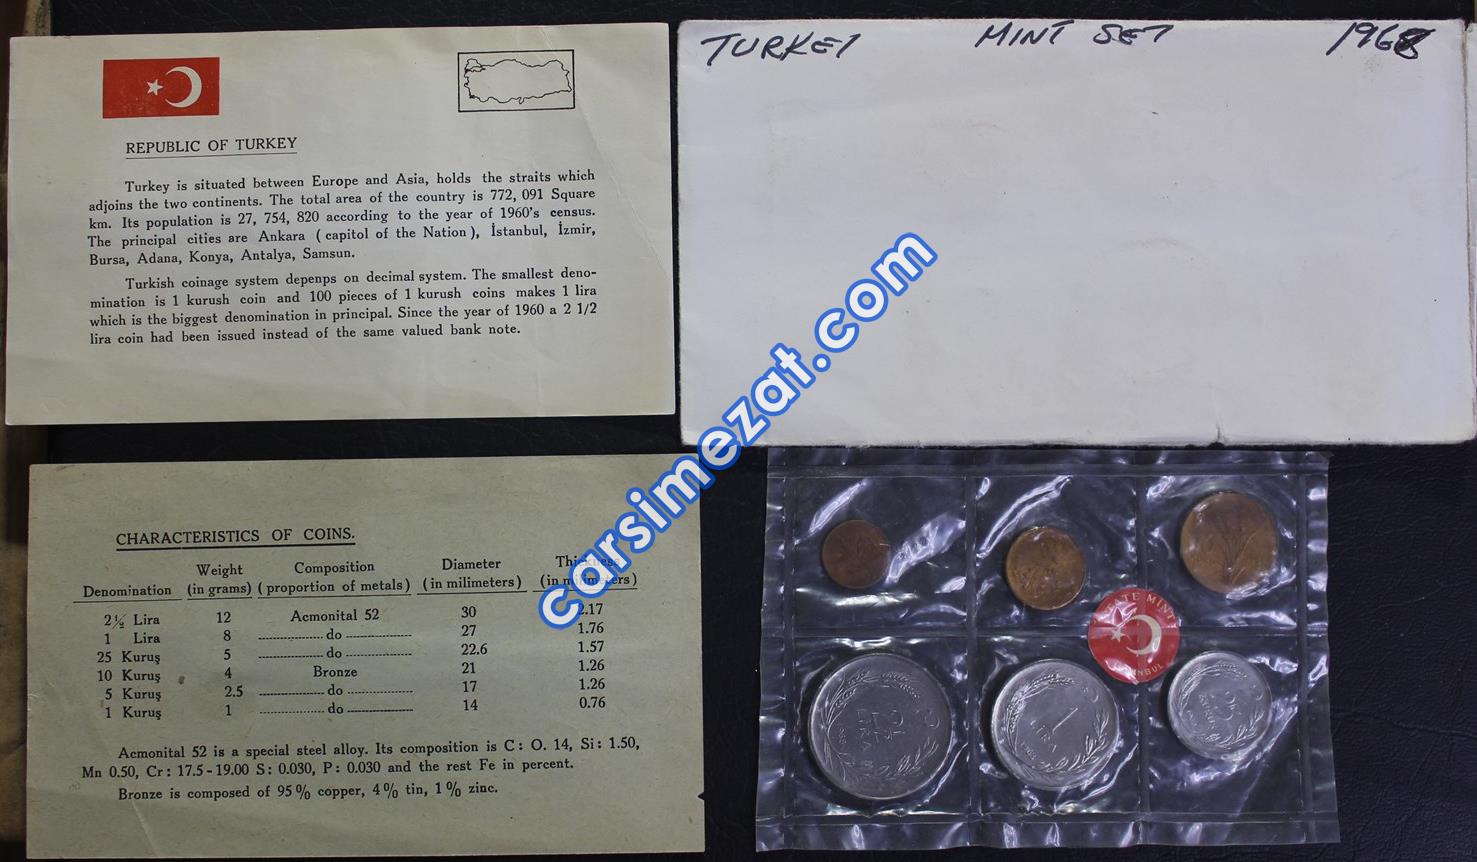 REPUBLIC OF TURKEY
Turkey is situated between Europe and Asia, holds the straits which
adjoins the two continents. The total area of the country is 772, 091 Square
km. Its population is 27, 754, 820 according to the year of 1960's census.
The principal cities are Ankara ( capitol of the Nation ), İstanbul, İzmir,
Bursa, Adana, Konya, Antalya, Samsun.
Turkish coinage system depenps on decimal system. The smallest deno-
mination is 1 kurush coin and 100 pieces of 1 kurush coins makes 1 lira
which is the biggest denomination in principal. Since the year of 1960 a 2 1/2
lira coin had been issued instead of the same valued bank note.
TURKEY MINT SET 1968
carsimezat.com
CHARACTERISTICS OF COINS.
Denomination Weight (in grams) Composition ( proportion of metals) Diameter (in milimeters) Thickness (in milimeters)
2½ Lira 12 Acmonital 52 30 2.17
1 Lira 8 do 27 1.76
25 Kuruş 5 do 22.6 1.57
10 Kuruş 4 Bronze 21 1.26
5 Kuruş 2.5 do 17 1.26
1 Kuruş 1 do 14 0.76
Acmonital 52 is a special steel alloy. Its composition is C : O. 14, Si : 1.50,
Mn 0.50, Cr : 17.5 - 19.00 S : 0.030, P : 0.030 and the rest Fe in percent.
Bronze is composed of 95 % copper, 4 % tin, 1 % zinc.
STATE MINT
ISTANBUL
1
LIRA
25
KURUŞ